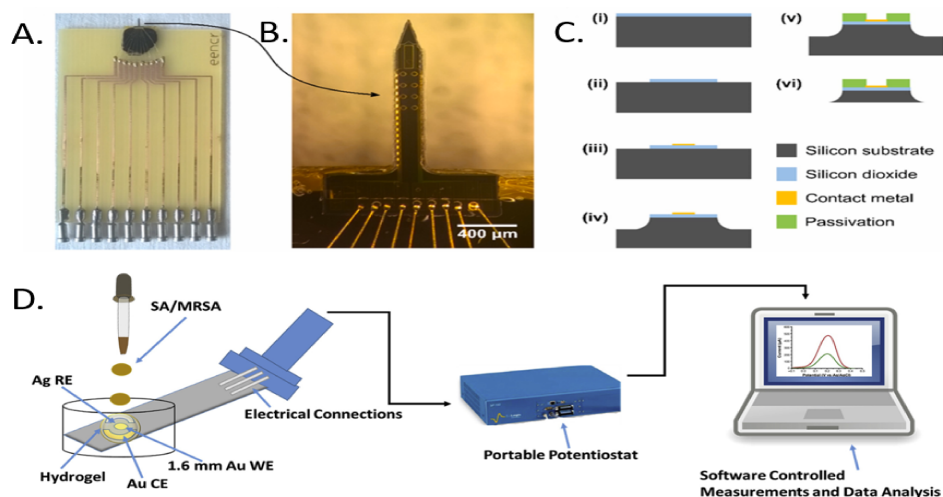 A.
eencr
B.
400 μm
C.
(i)
(ii)
(iii)
(iv)
(v)
(vi)
Silicon substrate
Silicon dioxide
Contact metal
Passivation
D.
SA/MRSA
Ag RE
Hydrogel
Au CE
1.6 mm Au WE
Electrical Connections
Portable Potentiostat
Software Controlled
Measurements and Data Analysis